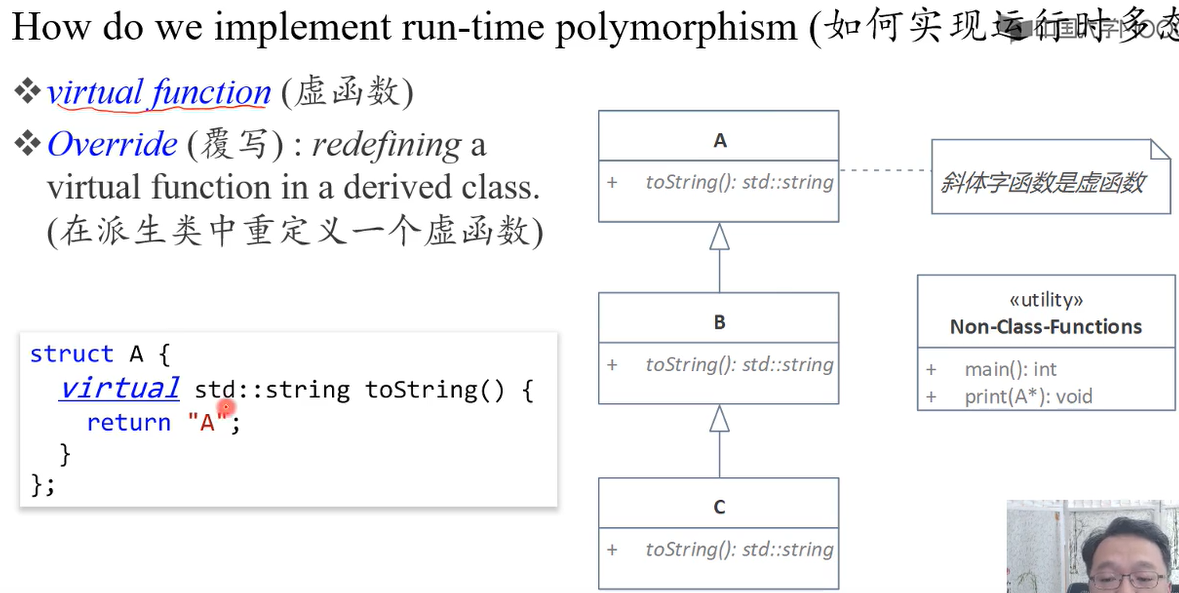 How do we implement run-time polymorphism (如何实现运行时多态
❖ virtual function (虚函数)
❖ Override (覆写) : redefining a
virtual function in a derived class.
(在派生类中重定义一个虚函数)
struct A {
virtual std::string toString() {
return "A";
}
};
A
+ toString(): std::string
B
+ toString(): std::string
C
+ toString(): std::string
斜体字函数是虚函数
«utility»
Non-Class-Functions
+ main(): int
+ print(A*): void